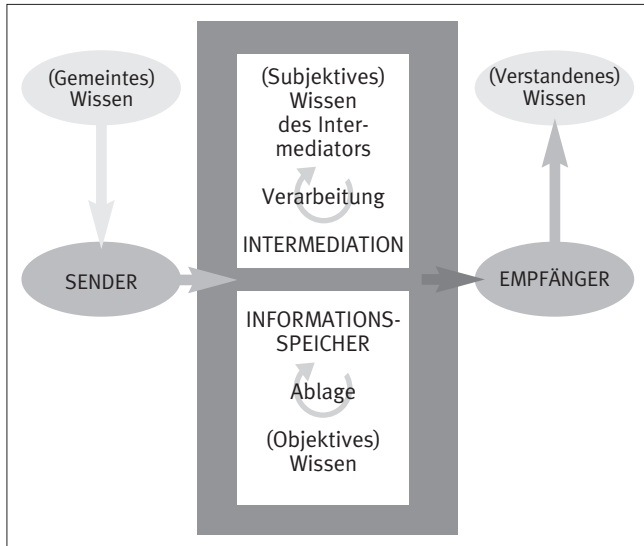 (Gemeintes)
Wissen
SENDER
(Subjektives)
Wissen
des Inter-
mediators
Verarbeitung
INTERMEDIATION
INFORMATIONS-
SPEICHER
Ablage
(Objektives)
Wissen
(Verstandenes)
Wissen
EMPFÄNGER